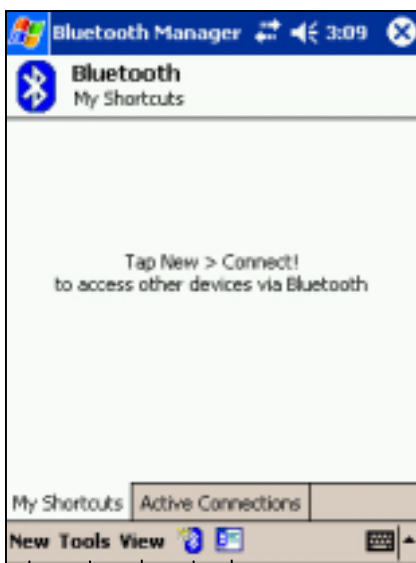 Bluetooth Manager 3:09
Bluetooth
My Shortcuts
Tap New > Connect!
to access other devices via Bluetooth
My Shortcuts Active Connections
New Tools View